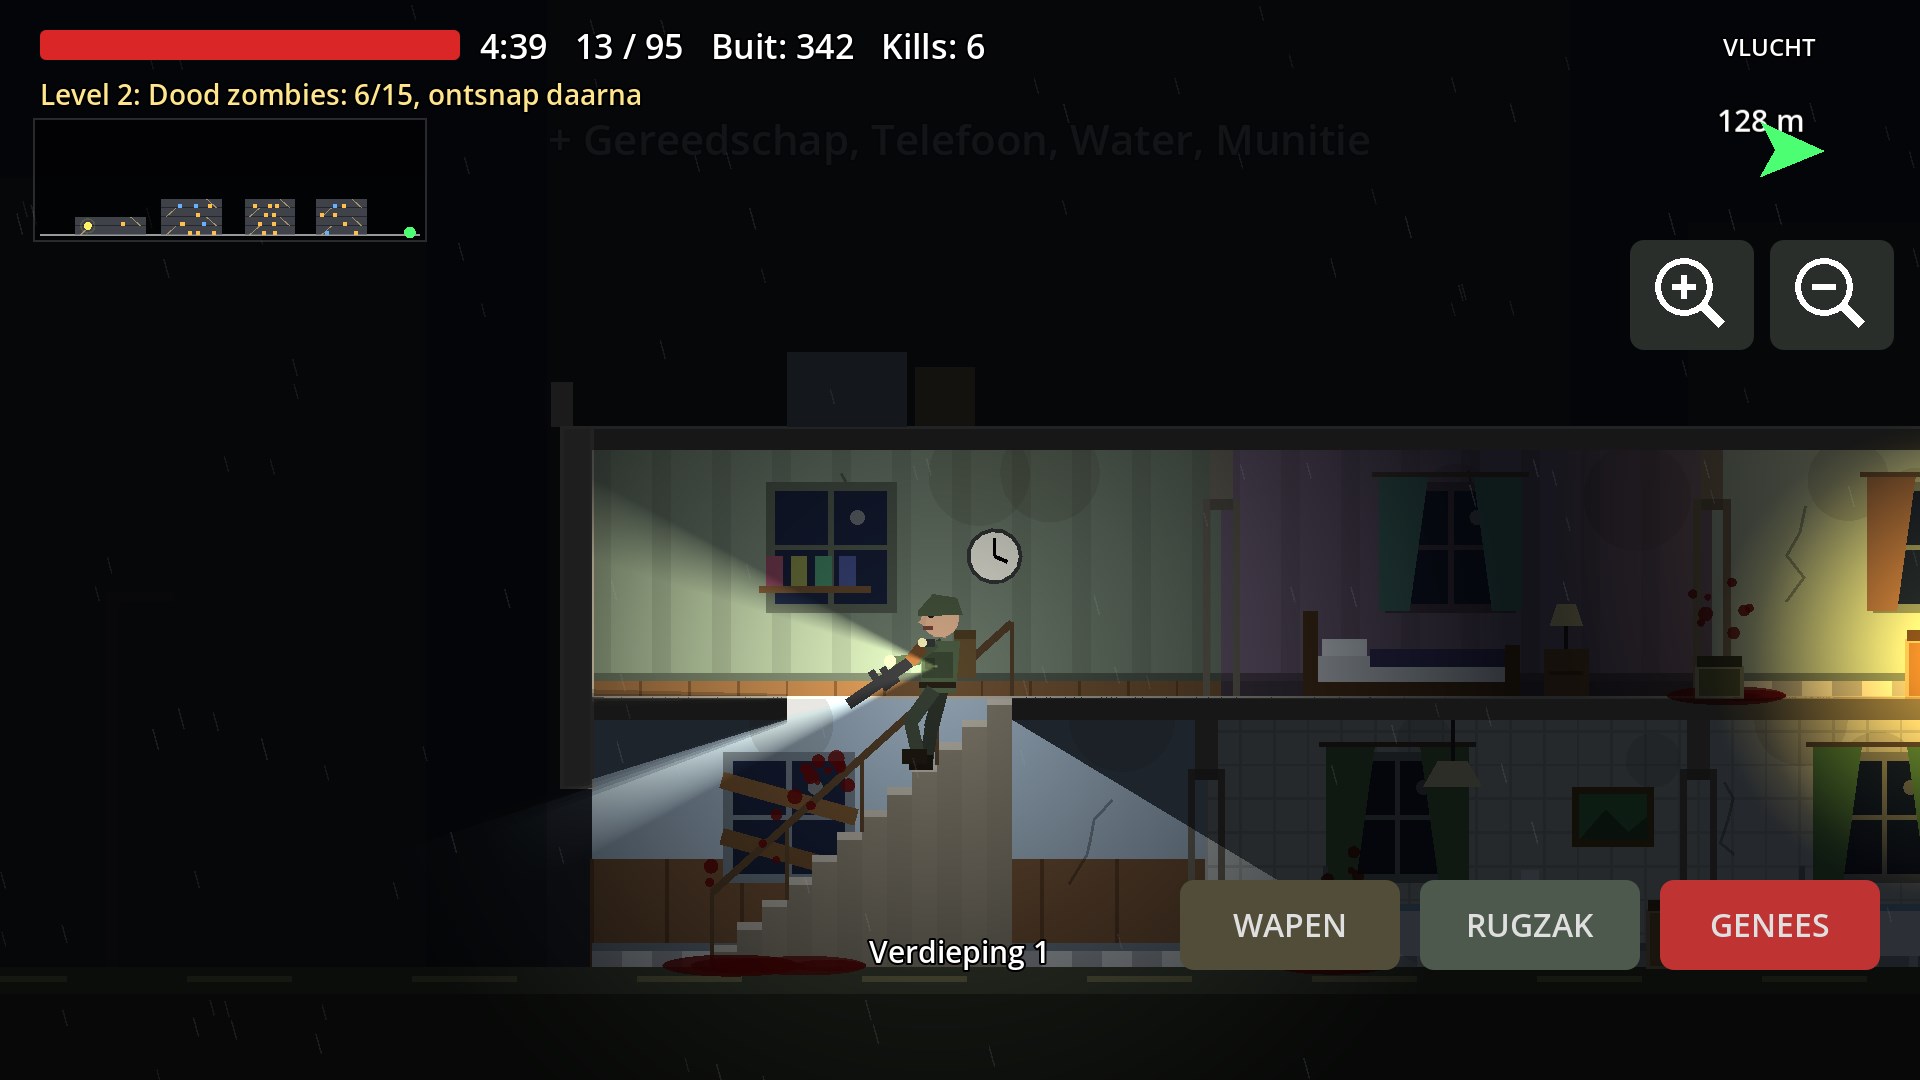 4:39 13 / 95 Buit: 342 Kills: 6
VLUCHT
Level 2: Dood zombies: 6/15, ontsnap daarna
128 m
+ Gereedschap, Telefoon, Water, Munitie
WAPEN
RUGZAK
GENEES
Verdieping 1